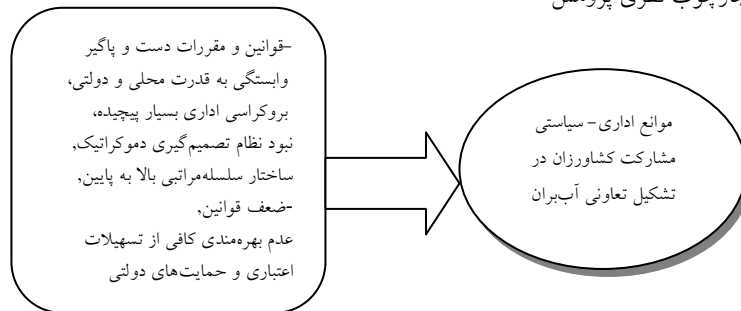 چارچوب نظری پژوهش
–قوانین و مقررات دست و پاگیر
وابستگی به قدرت محلی و دولتی،
بروکراسی اداری بسیار پیچیده،
نبود نظام تصمیم‌گیری دموکراتیک,
ساختار سلسله‌مراتبی بالا به پایین,
-ضعف قوانین,
عدم بهره‌مندی کافی از تسهیلات
اعتباری و حمایت‌های دولتی
موانع اداری– سیاستی
مشارکت کشاورزان در
تشکیل تعاونی آب‌بران